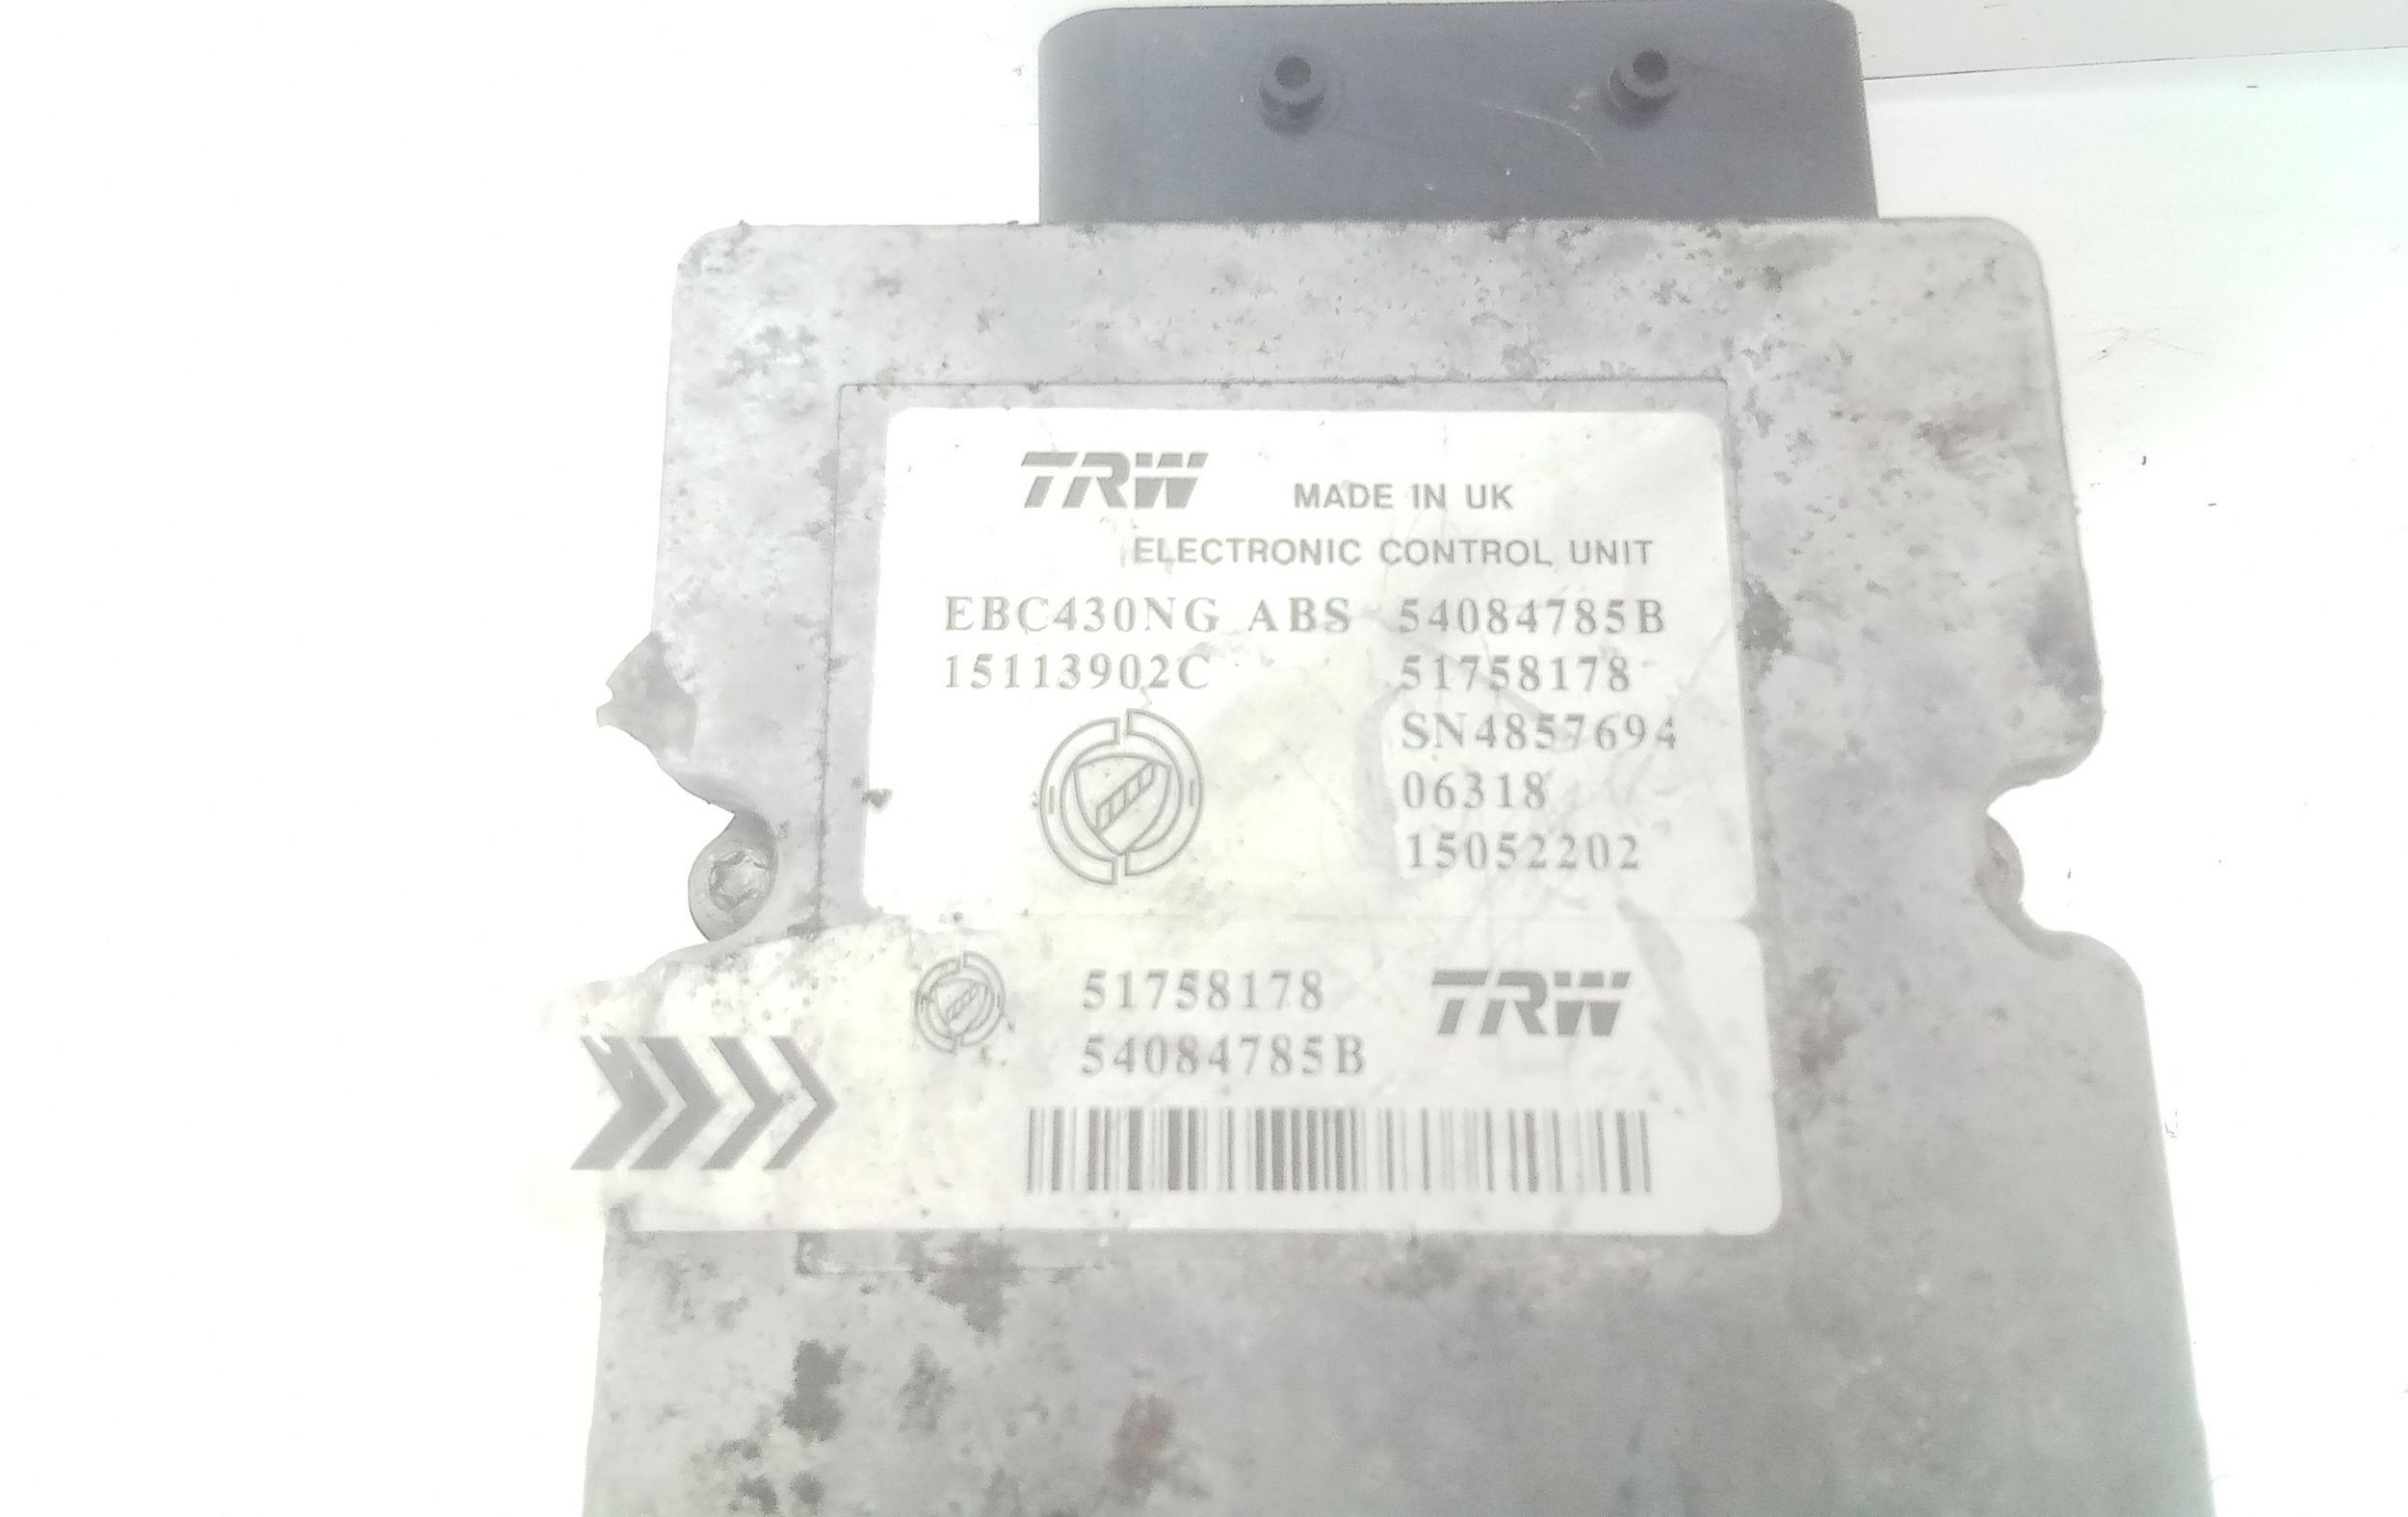 TRW MADE IN UK
ELECTRONIC CONTROL UNIT
EBC430NG ABS 54084785B
15113902C 51758178
SN4857694
06318
15052202
51758178 TRW
54084785B